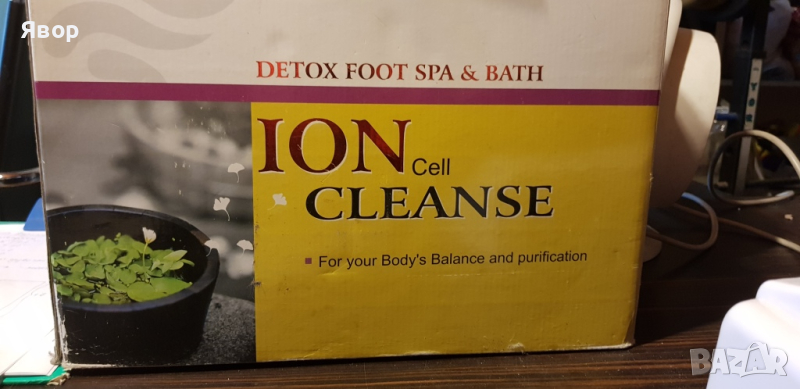 Явор
DETOX FOOT SPA & BATH
ION Cell
CLEANSE
For your Body's Balance and purification
BAZAR